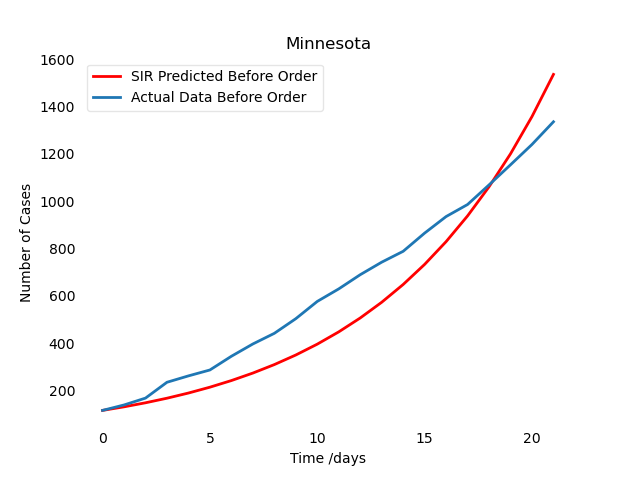 Minnesota
1600
1400
1200
1000
800
600
400
200
Number of Cases
SIR Predicted Before Order
Actual Data Before Order
0 5 10 15 20
Time /days